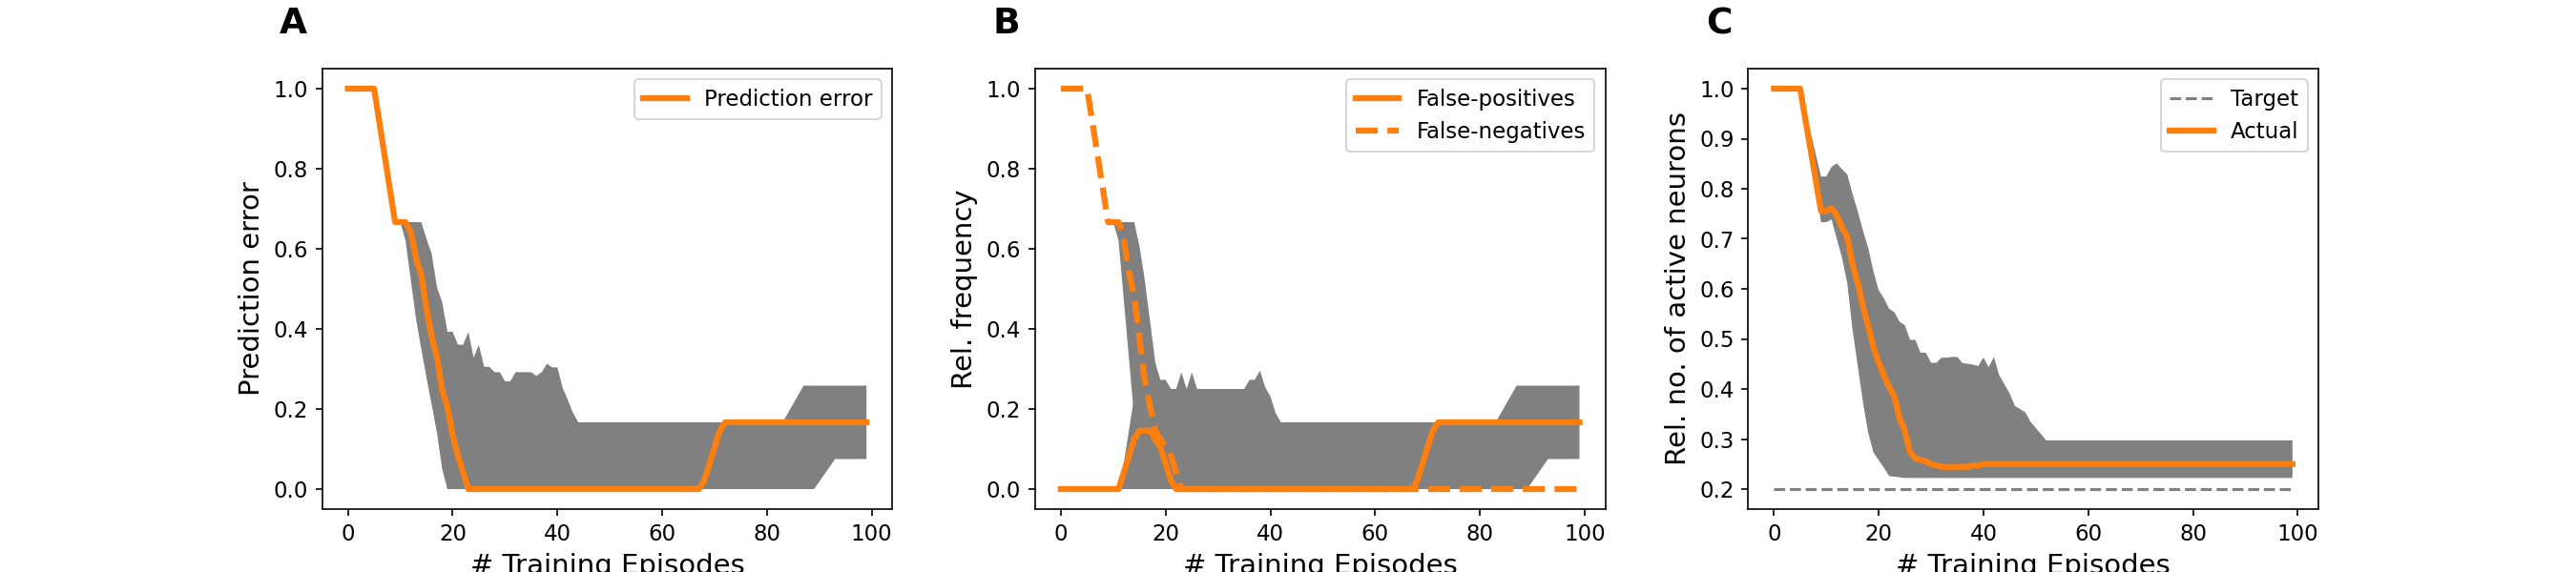 A
B
C
Prediction error
1.0
0.8
0.6
0.4
0.2
0.0
Prediction error
0
20
40
60
80
100
# Training Episodes
Rel. frequency
1.0
0.8
0.6
0.4
0.2
0.0
False-positives
False-negatives
0
20
40
60
80
100
# Training Episodes
Rel. no. of active neurons
1.0
0.9
0.8
0.7
0.6
0.5
0.4
0.3
0.2
Target
Actual
0
20
40
60
80
100
# Training Episodes